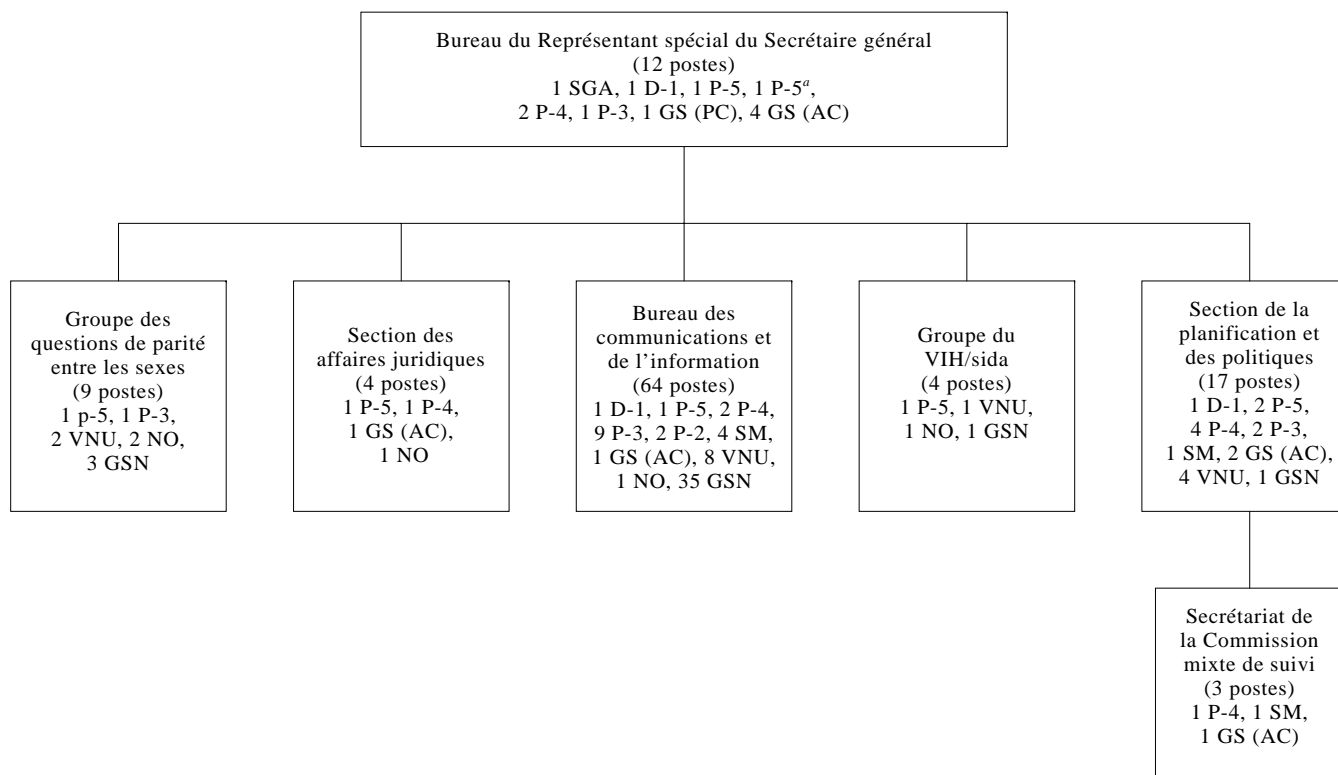 Bureau du Représentant spécial du Secrétaire général
(12 postes)
1 SGA, 1 D-1, 1 P-5, 1 P-5a,
2 P-4, 1 P-3, 1 GS (PC), 4 GS (AC)
Groupe des
questions de parité
entre les sexes
(9 postes)
1 p-5, 1 P-3,
2 VNU, 2 NO,
3 GSN
Section des
affaires juridiques
(4 postes)
1 P-5, 1 P-4,
1 GS (AC),
1 NO
Bureau des
communications et
de l’information
(64 postes)
1 D-1, 1 P-5, 2 P-4,
9 P-3, 2 P-2, 4 SM,
1 GS (AC), 8 VNU,
1 NO, 35 GSN
Groupe du
VIH/sida
(4 postes)
1 P-5, 1 VNU,
1 NO, 1 GSN
Section de la
planification et
des politiques
(17 postes)
1 D-1, 2 P-5,
4 P-4, 2 P-3,
1 SM, 2 GS (AC),
4 VNU, 1 GSN
Secrétariat de
la Commission
mixte de suivi
(3 postes)
1 P-4, 1 SM,
1 GS (AC)